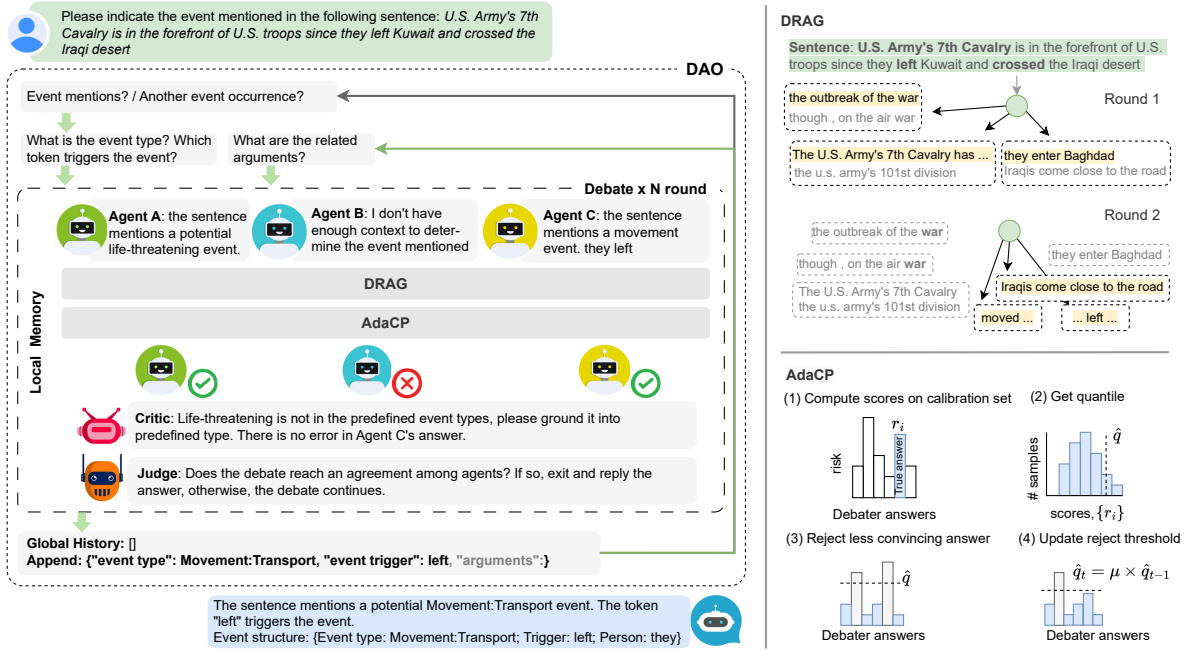 Please indicate the event mentioned in the following sentence: U.S. Army's 7th
Cavalry is in the forefront of U.S. troops since they left Kuwait and crossed the
Iraqi desert
DAO
Event mentions? / Another event occurrence?
What is the event type? Which
token triggers the event?
What are the related
arguments?
Debate x N round
Local Memory
Agent A: the sentence
mentions a potential
life-threatening event.
Agent B: I don't have
enough context to deter-
mine the event mentioned
Agent C: the sentence
mentions a movement
event. they left
DRAG
AdaCP
Critic: Life-threatening is not in the predefined event types, please ground it into
predefined type. There is no error in Agent C's answer.
Judge: Does the debate reach an agreement among agents? If so, exit and reply the
answer, otherwise, the debate continues.
Global History: []
Append: {"event type": Movement:Transport, "event trigger": left, "arguments":}
The sentence mentions a potential Movement:Transport event. The token
"left" triggers the event.
Event structure: {Event type: Movement:Transport; Trigger: left; Person: they}
DRAG
Sentence: U.S. Army's 7th Cavalry is in the forefront of U.S.
troops since they left Kuwait and crossed the Iraqi desert
Round 1
the outbreak of the war
though , on the air war
The U.S. Army's 7th Cavalry has ...
the u.s. army's 101st division
they enter Baghdad
Iraqis come close to the road
Round 2
the outbreak of the war
they enter Baghdad
though , on the air war
The U.S. Army's 7th Cavalry
the u.s. army's 101st division
Iraqis come close to the road
moved ...
... left ...
AdaCP
(1) Compute scores on calibration set
risk
r_i
True answer
Debater answers
(2) Get quantile
# samples
q̂
scores, {r_i}
(3) Reject less convincing answer
q̂
Debater answers
(4) Update reject threshold
q̂_t = μ × q̂_{t-1}
Debater answers